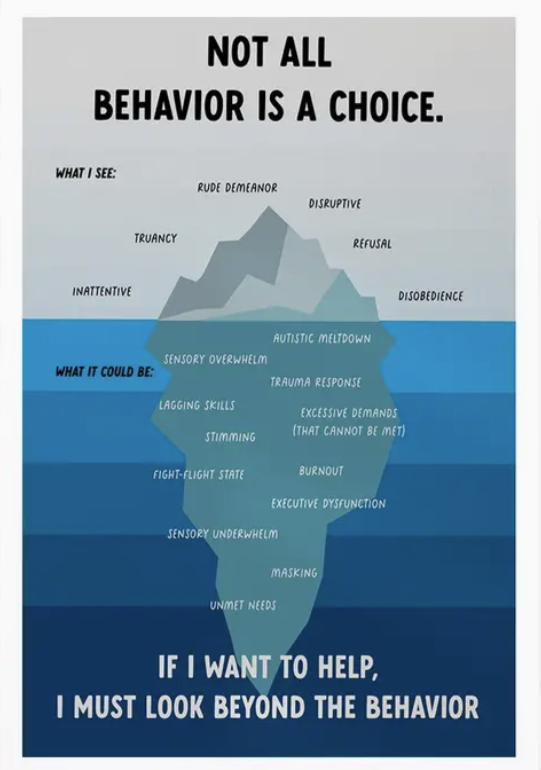 NOT ALL
BEHAVIOR IS A CHOICE.
WHAT I SEE:
RUDE DEMEANOR
DISRUPTIVE
TRUANCY
REFUSAL
INATTENTIVE
DISOBEDIENCE
AUTISTIC MELTDOWN
SENSORY OVERWHELM
WHAT IT COULD BE:
TRAUMA RESPONSE
LAGGING SKILLS
EXCESSIVE DEMANDS
(THAT CANNOT BE MET)
STIMMING
FIGHT-FLIGHT STATE
BURNOUT
EXECUTIVE DYSFUNCTION
SENSORY UNDERWHELM
MASKING
UNMET NEEDS
IF I WANT TO HELP,
I MUST LOOK BEYOND THE BEHAVIOR